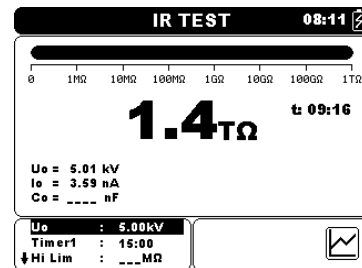 IR TEST 08:11
0 1MΩ 10MΩ 100MΩ 1GΩ 10GΩ 100GΩ 1TΩ
1.4TΩ t: 09:16
Uo = 5.01 kV
Io = 3.59 nA
Co = ____ nF
Uo : 5.00kV
Timer1 : 15:00
Hi Lim : ___MΩ